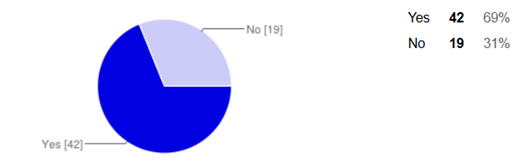 No [19]
Yes [42]
Yes 42 69%
No 19 31%